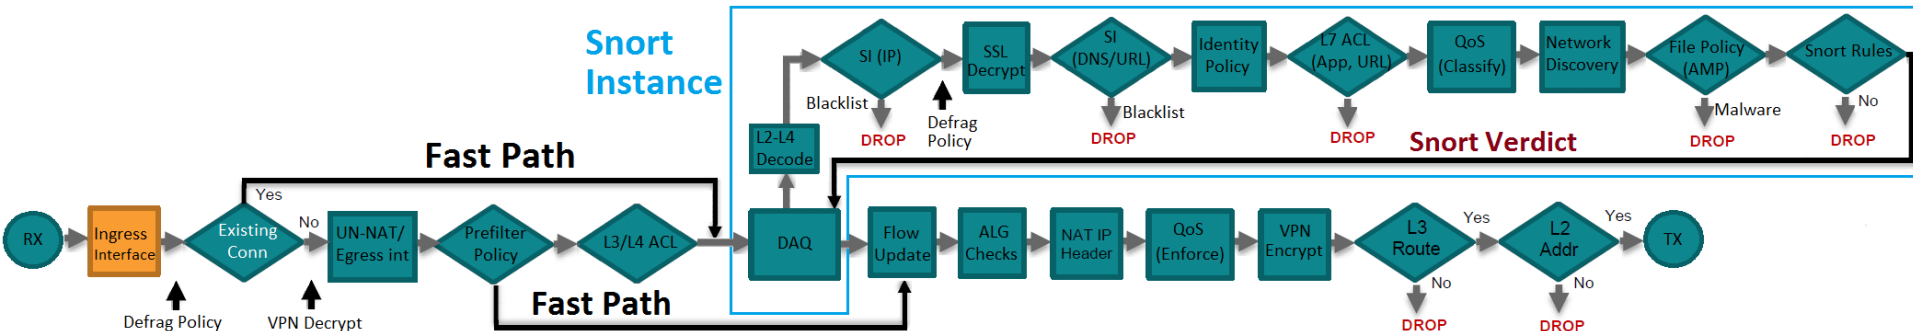 Snort
Instance
SI (IP)
SSL
Decrypt
SI
(DNS/URL)
Identity
Policy
L7 ACL
(App, URL)
QoS
(Classify)
Network
Discovery
File Policy
(AMP)
Snort Rules
Blacklist
DROP
Defrag
Policy
Blacklist
DROP
DROP
Malware
DROP
No
DROP
L2-L4
Decode
Snort Verdict
Fast Path
Yes
RX
Ingress
Interface
Existing
Conn
No
UN-NAT/
Egress int
Prefilter
Policy
L3/L4 ACL
DAQ
Flow
Update
ALG
Checks
NAT IP
Header
QoS
(Enforce)
VPN
Encrypt
L3
Route
Yes
L2
Addr
Yes
TX
No
DROP
No
DROP
Defrag Policy
VPN Decrypt
Fast Path